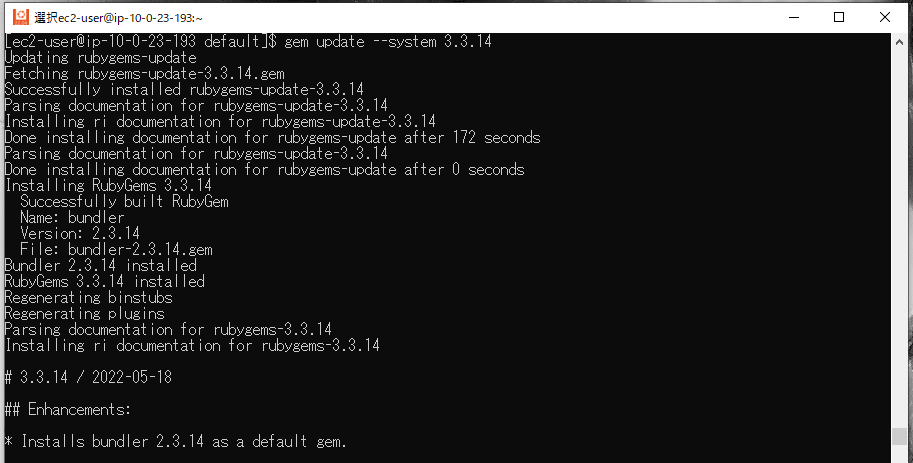 選択ec2-user@ip-10-0-23-193:~
[ec2-user@ip-10-0-23-193 default]$ gem update --system 3.3.14
Updating rubygems-update
Fetching rubygems-update-3.3.14.gem
Successfully installed rubygems-update-3.3.14
Parsing documentation for rubygems-update-3.3.14
Installing ri documentation for rubygems-update-3.3.14
Done installing documentation for rubygems-update after 172 seconds
Parsing documentation for rubygems-update-3.3.14
Done installing documentation for rubygems-update after 0 seconds
Installing RubyGems 3.3.14
  Successfully built RubyGem
  Name: bundler
  Version: 2.3.14
  File: bundler-2.3.14.gem
Bundler 2.3.14 installed
RubyGems 3.3.14 installed
Regenerating binstubs
Regenerating plugins
Parsing documentation for rubygems-3.3.14
Installing ri documentation for rubygems-3.3.14
# 3.3.14 / 2022-05-18
## Enhancements:
* Installs bundler 2.3.14 as a default gem.